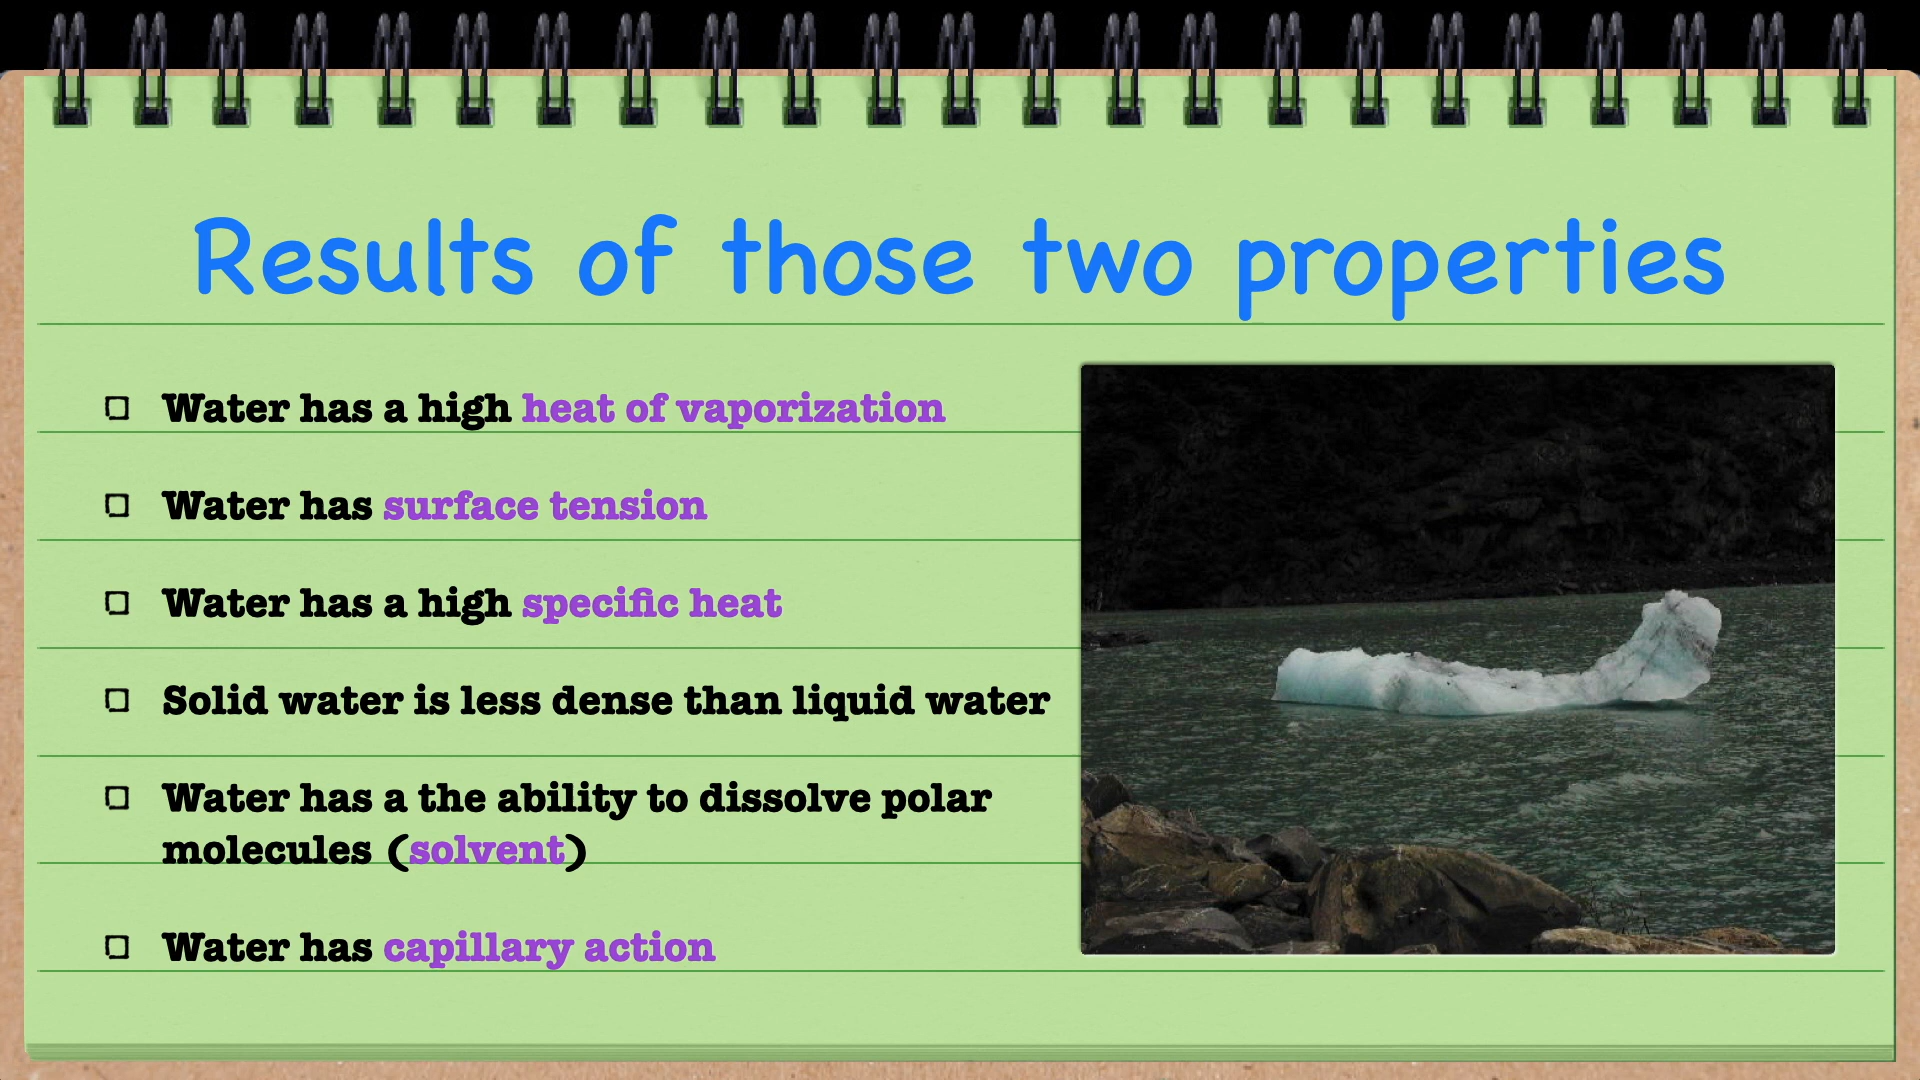 Results of those two properties
Water has a high heat of vaporization
Water has surface tension
Water has a high specific heat
Solid water is less dense than liquid water
Water has a the ability to dissolve polar
molecules (solvent)
Water has capillary action